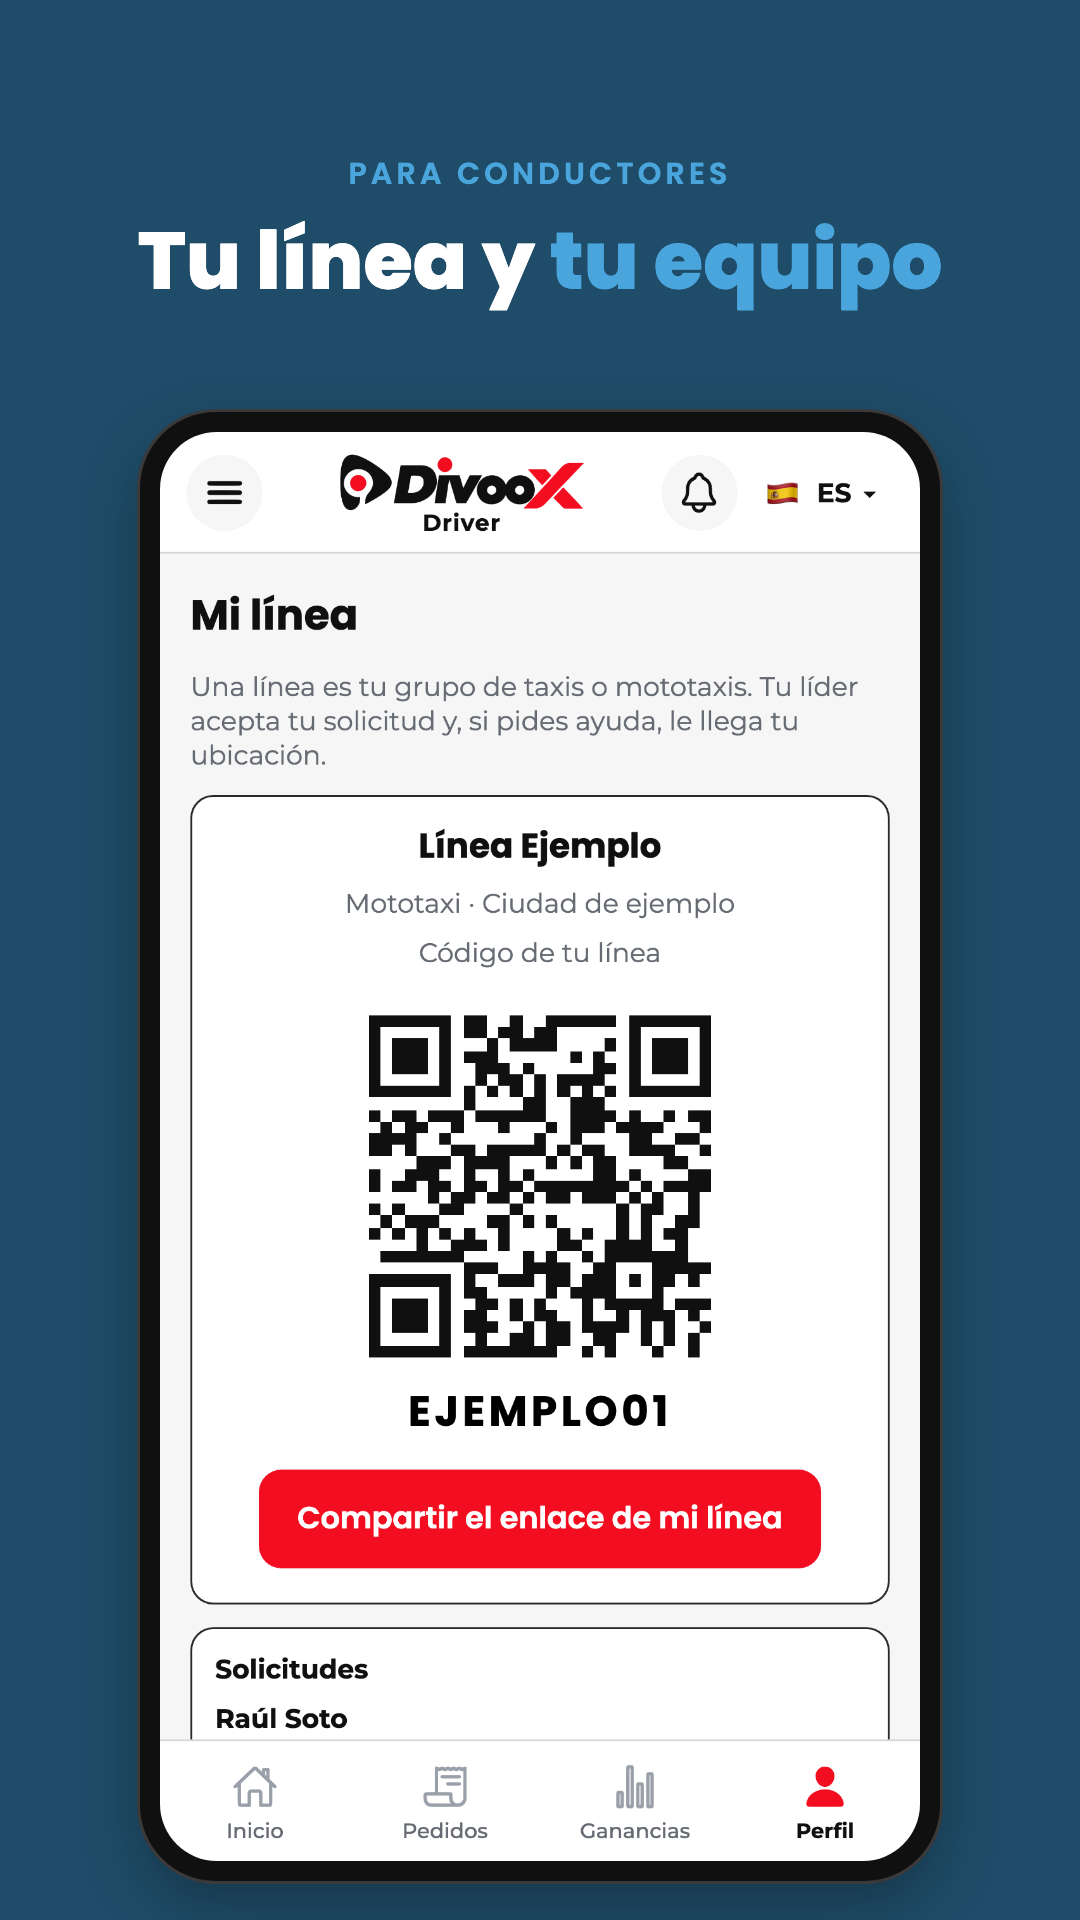 PARA CONDUCTORES
Tu línea y tu equipo
DivooX
Driver
ES
Mi línea
Una línea es tu grupo de taxis o mototaxis. Tu líder
acepta tu solicitud y, si pides ayuda, le llega tu
ubicación.
Línea Ejemplo
Mototaxi · Ciudad de ejemplo
Código de tu línea
EJEMPLO01
Compartir el enlace de mi línea
Solicitudes
Raúl Soto
Inicio
Pedidos
Ganancias
Perfil